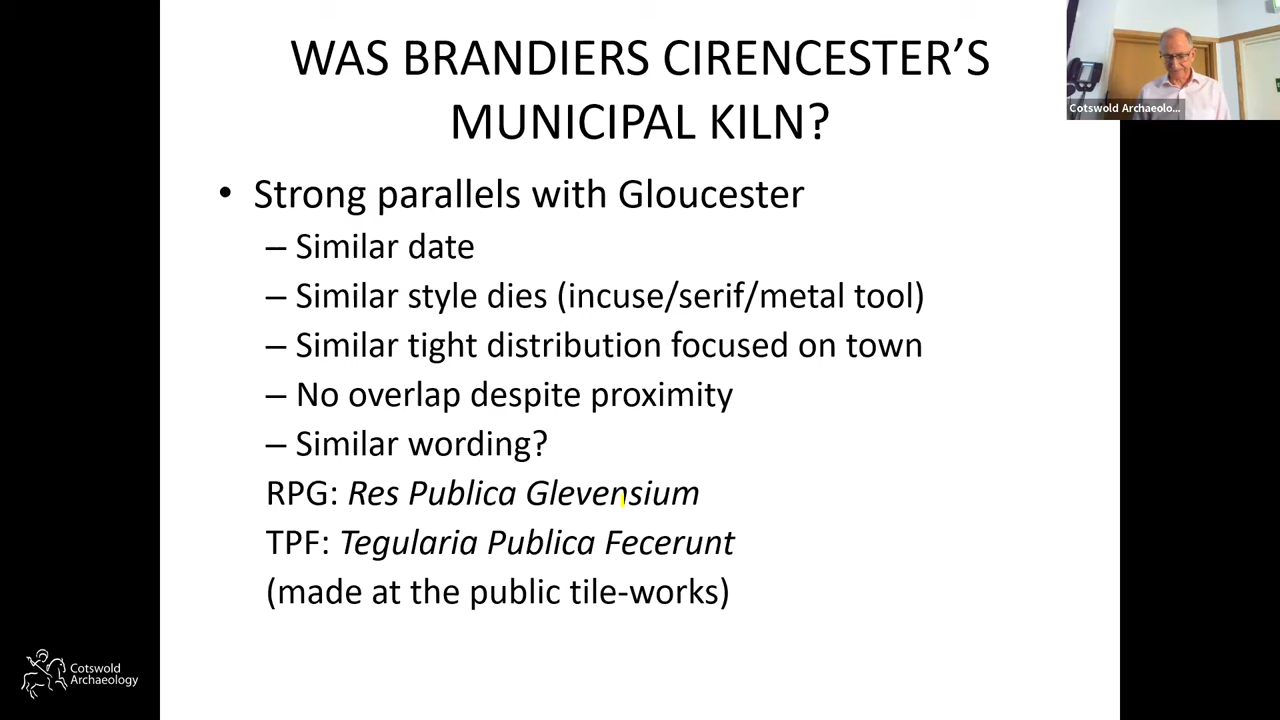 WAS BRANDIERS CIRENCESTER’S
MUNICIPAL KILN?
• Strong parallels with Gloucester
– Similar date
– Similar style dies (incuse/serif/metal tool)
– Similar tight distribution focused on town
– No overlap despite proximity
– Similar wording?
RPG: Res Publica Glevensium
TPF: Tegularia Publica Fecerunt
(made at the public tile-works)
Cotswold Archaeolo...
Cotswold
Archaeology